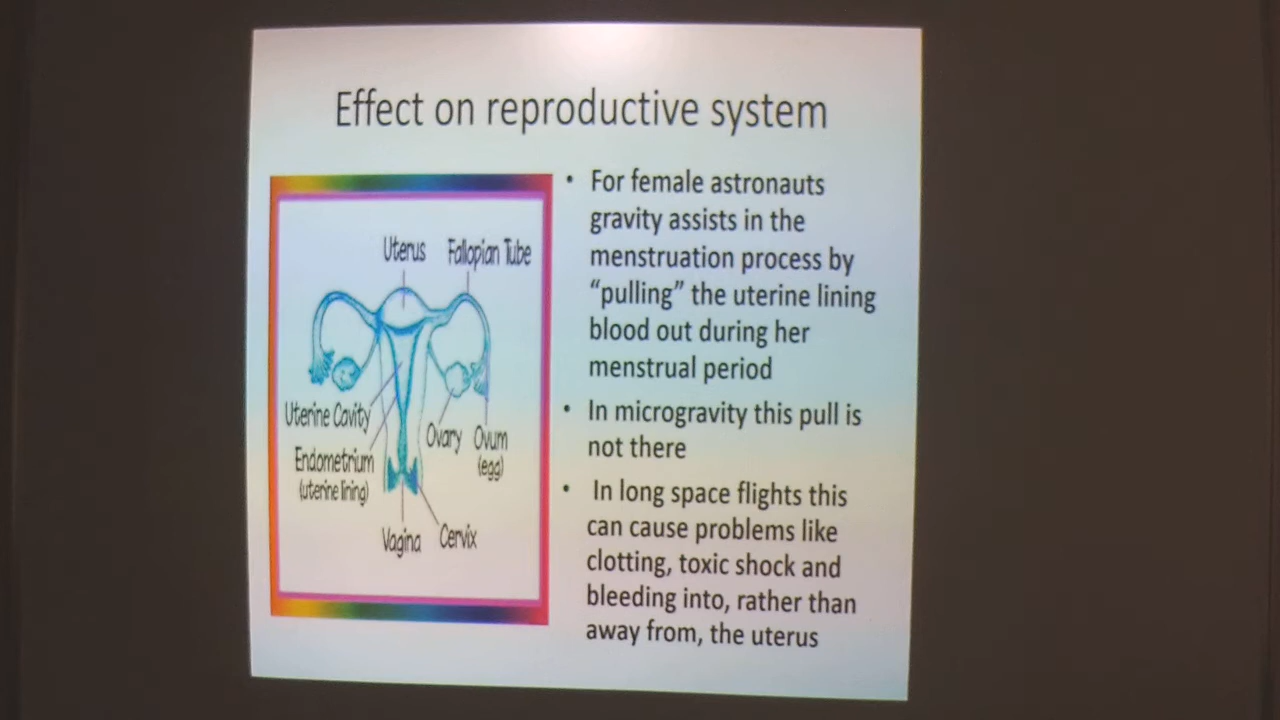 Effect on reproductive system
Uterus
Fallopian Tube
Uterine Cavity
Endometrium
(uterine lining)
Ovary
Ovum
(egg)
Vagina
Cervix
• For female astronauts
gravity assists in the
menstruation process by
“pulling” the uterine lining
blood out during her
menstrual period
• In microgravity this pull is
not there
• In long space flights this
can cause problems like
clotting, toxic shock and
bleeding into, rather than
away from, the uterus